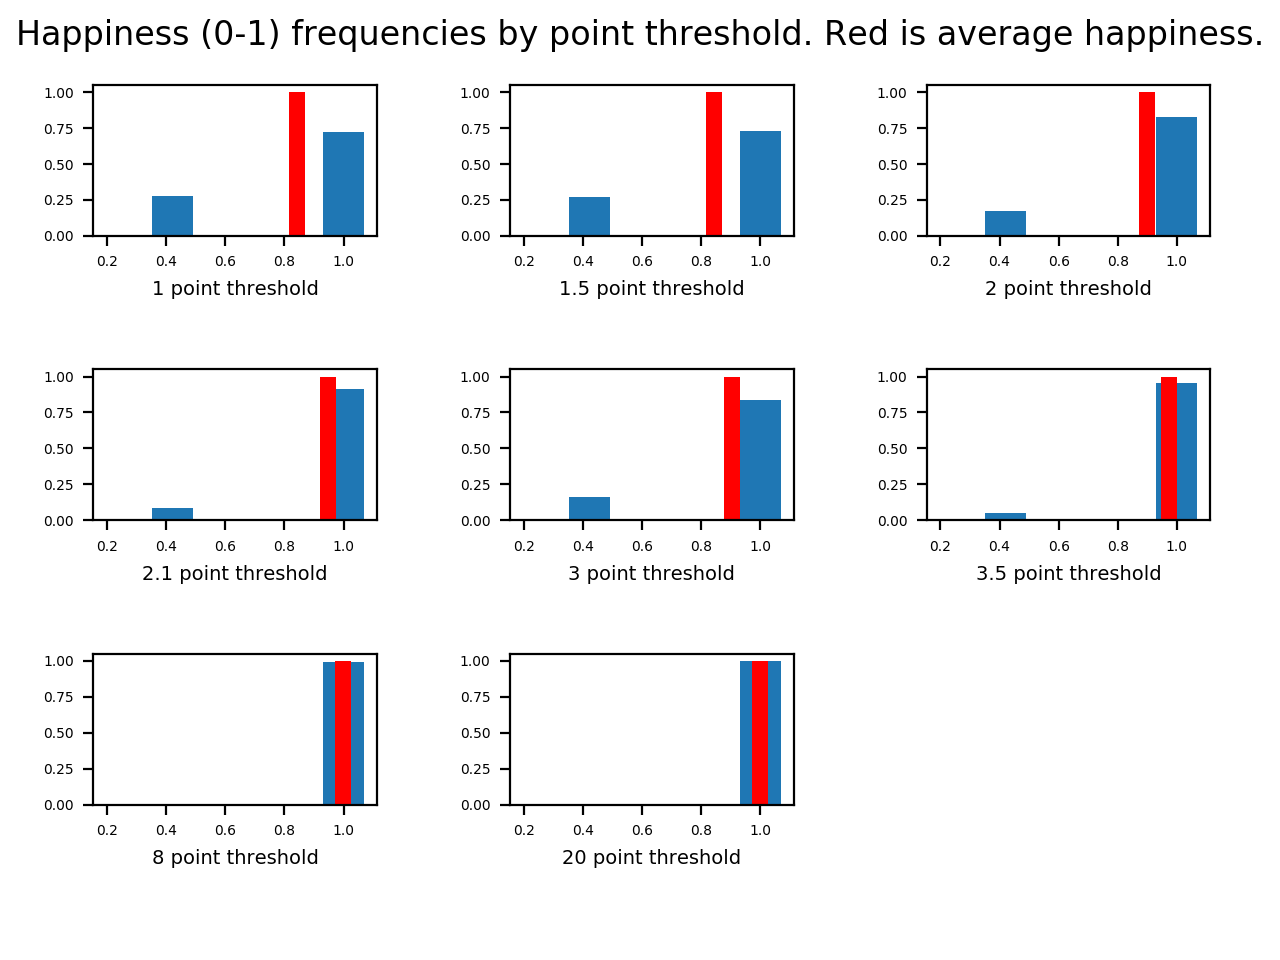 Happiness (0-1) frequencies by point threshold. Red is average happiness.
1.00 1.00 1.00
0.75 0.75 0.75
0.50 0.50 0.50
0.25 0.25 0.25
0.00 0.00 0.00
0.2 0.4 0.6 0.8 1.0 0.2 0.4 0.6 0.8 1.0 0.2 0.4 0.6 0.8 1.0
1 point threshold 1.5 point threshold 2 point threshold
1.00 1.00 1.00
0.75 0.75 0.75
0.50 0.50 0.50
0.25 0.25 0.25
0.00 0.00 0.00
0.2 0.4 0.6 0.8 1.0 0.2 0.4 0.6 0.8 1.0 0.2 0.4 0.6 0.8 1.0
2.1 point threshold 3 point threshold 3.5 point threshold
1.00 1.00
0.75 0.75
0.50 0.50
0.25 0.25
0.00 0.00
0.2 0.4 0.6 0.8 1.0 0.2 0.4 0.6 0.8 1.0
8 point threshold 20 point threshold